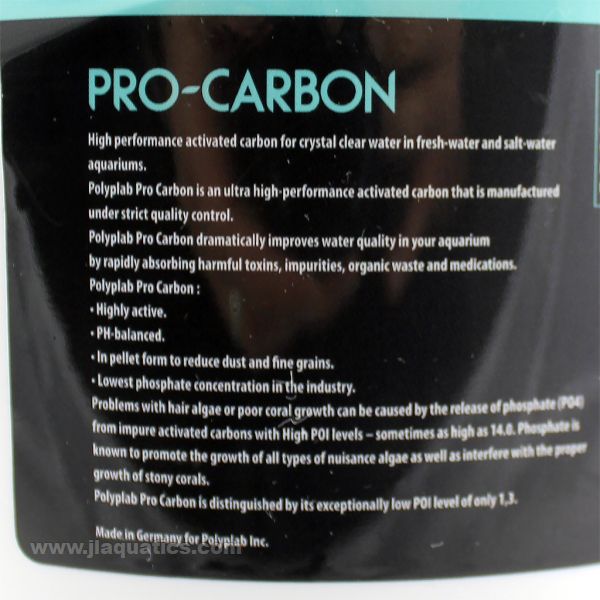 PRO-CARBON
High performance activated carbon for crystal clear water in fresh-water and salt-water
aquariums.
Polyplab Pro Carbon is an ultra high-performance activated carbon that is manufactured
under strict quality control.
Polyplab Pro Carbon dramatically improves water quality in your aquarium
by rapidly absorbing harmful toxins, impurities, organic waste and medications.
Polyplab Pro Carbon :
• Highly active.
• PH-balanced.
• In pellet form to reduce dust and fine grains.
• Lowest phosphate concentration in the industry.
Problems with hair algae or poor coral growth can be caused by the release of phosphate (PO4)
from impure activated carbons with High PO1 levels – sometimes as high as 14.0. Phosphate is
known to promote the growth of all types of nuisance algae as well as interfere with the proper
growth of stony corals.
Polyplab Pro Carbon is distinguished by its exceptionally low PO1 level of only 1,3.
Made in Germany for Polyplab Inc.
www.jlaquatics.com